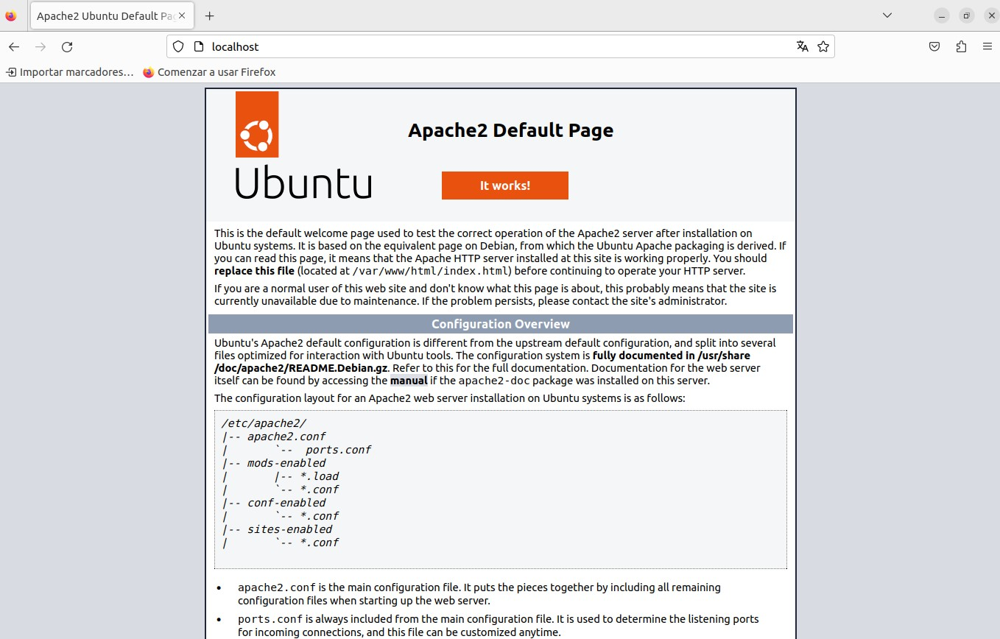 Apache2 Ubuntu Default Pa
localhost
Importar marcadores… Comenzar a usar Firefox
Apache2 Default Page
Ubuntu
It works!
This is the default welcome page used to test the correct operation of the Apache2 server after installation on
Ubuntu systems. It is based on the equivalent page on Debian, from which the Ubuntu Apache packaging is derived. If
you can read this page, it means that the Apache HTTP server installed at this site is working properly. You should
replace this file (located at /var/www/html/index.html) before continuing to operate your HTTP server.
If you are a normal user of this web site and don't know what this page is about, this probably means that the site is
currently unavailable due to maintenance. If the problem persists, please contact the site's administrator.
Configuration Overview
Ubuntu's Apache2 default configuration is different from the upstream default configuration, and split into several
files optimized for interaction with Ubuntu tools. The configuration system is fully documented in /usr/share
/doc/apache2/README.Debian.gz. Refer to this for the full documentation. Documentation for the web server
itself can be found by accessing the manual if the apache2-doc package was installed on this server.
The configuration layout for an Apache2 web server installation on Ubuntu systems is as follows:
/etc/apache2/
|-- apache2.conf
|       `--  ports.conf
|-- mods-enabled
|       |-- *.load
|       `-- *.conf
|-- conf-enabled
|       `-- *.conf
|-- sites-enabled
|       `-- *.conf
• apache2.conf is the main configuration file. It puts the pieces together by including all remaining
configuration files when starting up the web server.
• ports.conf is always included from the main configuration file. It is used to determine the listening ports
for incoming connections, and this file can be customized anytime.